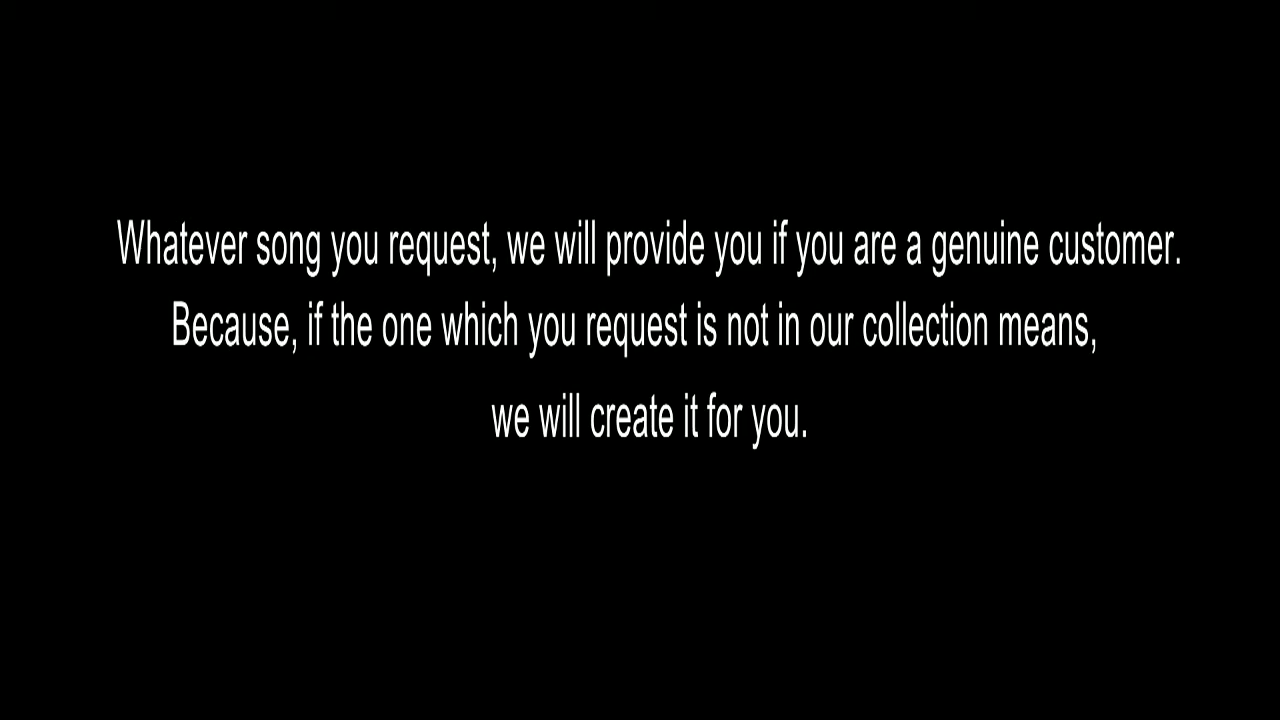 Whatever song you request, we will provide you if you are a genuine customer.
Because, if the one which you request is not in our collection means,
we will create it for you.